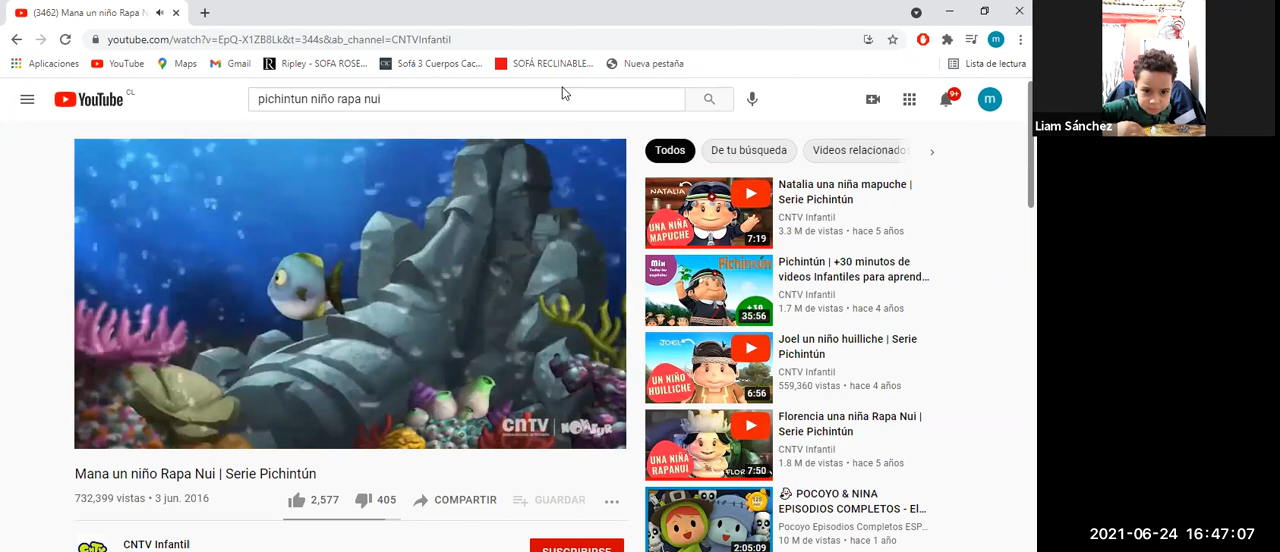 (3462) Mana un niño Rapa N
youtube.com/watch?v=EpQ-X1ZB8Lk&t=344s&ab_channel=CNTVInfantil
Aplicaciones YouTube Maps Gmail Ripley - SOFA ROSE... Sofá 3 Cuerpos Cac... SOFÁ RECLINABLE... Nueva pestaña Lista de lectura
YouTube CL
pichintun niño rapa nui
9+
m
Todos De tu búsqueda Videos relacionados
NATALIA
UNA NIÑA
MAPUCHE
7:19
Natalia una niña mapuche |
Serie Pichintún
CNTV Infantil
3.3 M de vistas • hace 5 años
Mix
Pichintún
+30
35:56
Pichintún | +30 minutos de
videos Infantiles para aprend...
CNTV Infantil
1.7 M de vistas • hace 4 años
JOEL
UN NIÑO
HUILLICHE
6:56
Joel un niño huilliche | Serie
Pichintún
CNTV Infantil
559,360 vistas • hace 4 años
UNA NIÑA
RAPANUI
FLOR
7:50
Florencia una niña Rapa Nui |
Serie Pichintún
CNTV Infantil
1.8 M de vistas • hace 5 años
2:05:09
POCOYO & NINA
EPISODIOS COMPLETOS - El...
Pocoyo Episodios Completos ESP...
10 M de vistas • hace 1 año
CNTV
Mana un niño Rapa Nui | Serie Pichintún
732,399 vistas • 3 jun. 2016
2,577 405 COMPARTIR GUARDAR
CNTV Infantil
SUSCRIBIRSE
Liam Sánchez
2021-06-24 16:47:07